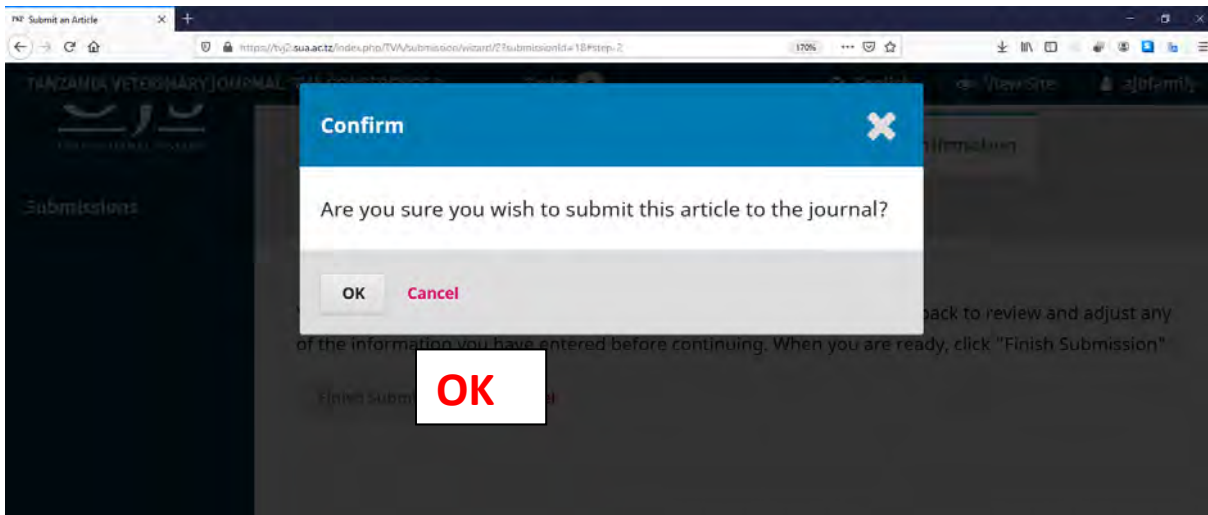 Submit an Article
https://tvj2.sua.ac.tz/index.php/TVA/submission/wizard/2?submissionId=18#step-2
170%
TANZANIA VETERINARY JOURNAL
English
View Site
ajbfamily
Confirm
Submissions
Are you sure you wish to submit this article to the journal?
OK Cancel
back to review and adjust any
of the information you have entered before continuing. When you are ready, click "Finish Submission"
OK
Finish